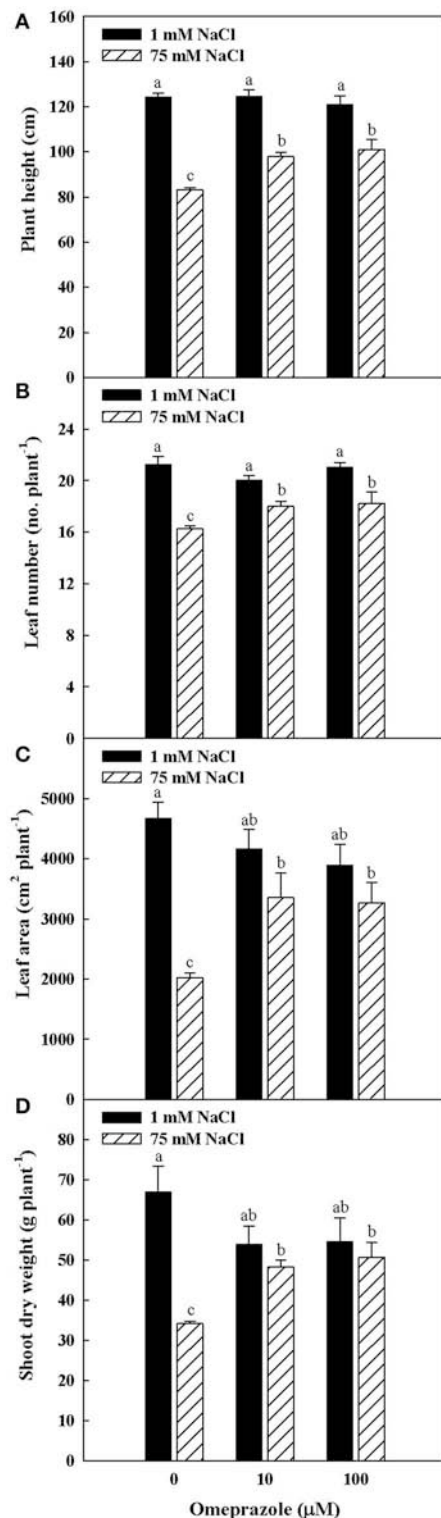 A
160
1 mM NaCl
75 mM NaCl
140
120
100
80
60
40
20
0
Plant height (cm)
a
c
a
b
a
b
B
1 mM NaCl
75 mM NaCl
24
20
16
12
8
4
0
Leaf number (no. plant⁻¹)
a
c
a
b
a
b
C
1 mM NaCl
75 mM NaCl
5000
4000
3000
2000
1000
0
Leaf area (cm² plant⁻¹)
a
c
ab
b
ab
b
D
1 mM NaCl
75 mM NaCl
80
70
60
50
40
30
20
10
0
Shoot dry weight (g plant⁻¹)
a
c
ab
b
ab
b
0 10 100
Omeprazole (μM)